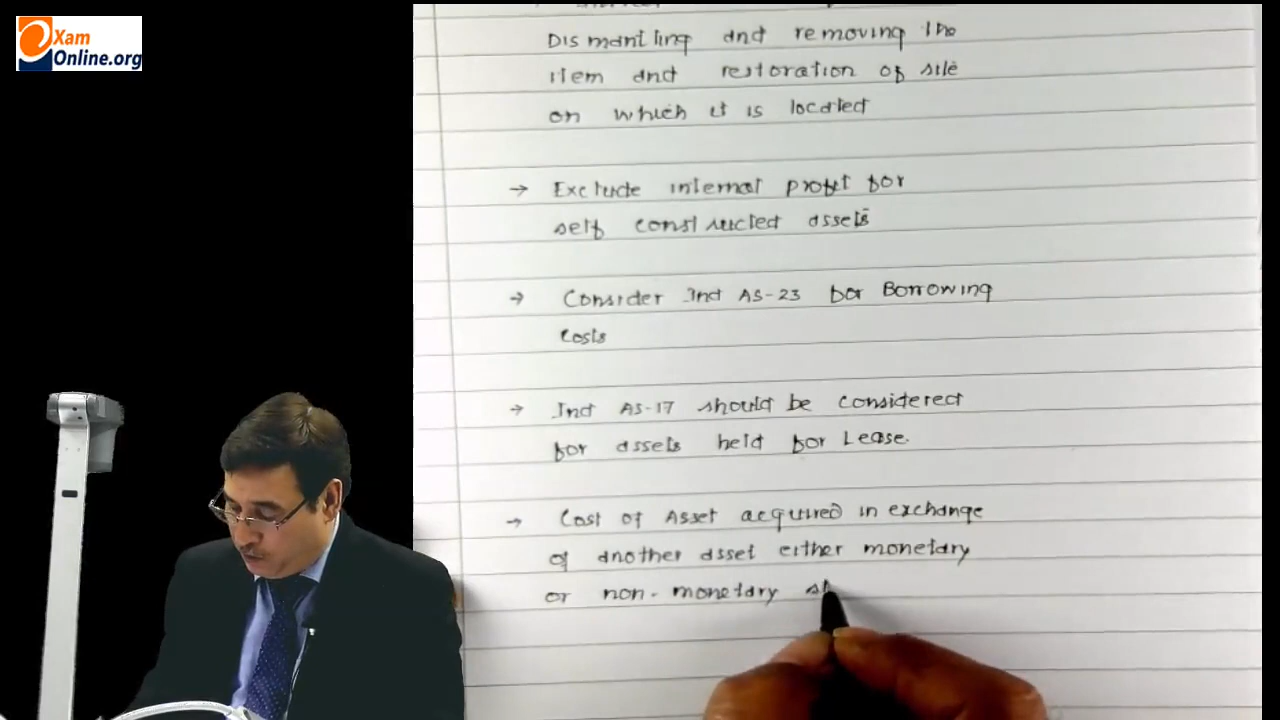 Xam
Online.org
Dismantling and removing the
item and restoration of site
on which it is located
→ Exclude internal profit for
self constructed assets
→ Consider Ind AS-23 for Borrowing
Costs
→ Ind AS-17 should be considered
for assets held for Lease.
→ Cost of Asset acquired in exchange
of another asset either monetary
or non-monetary